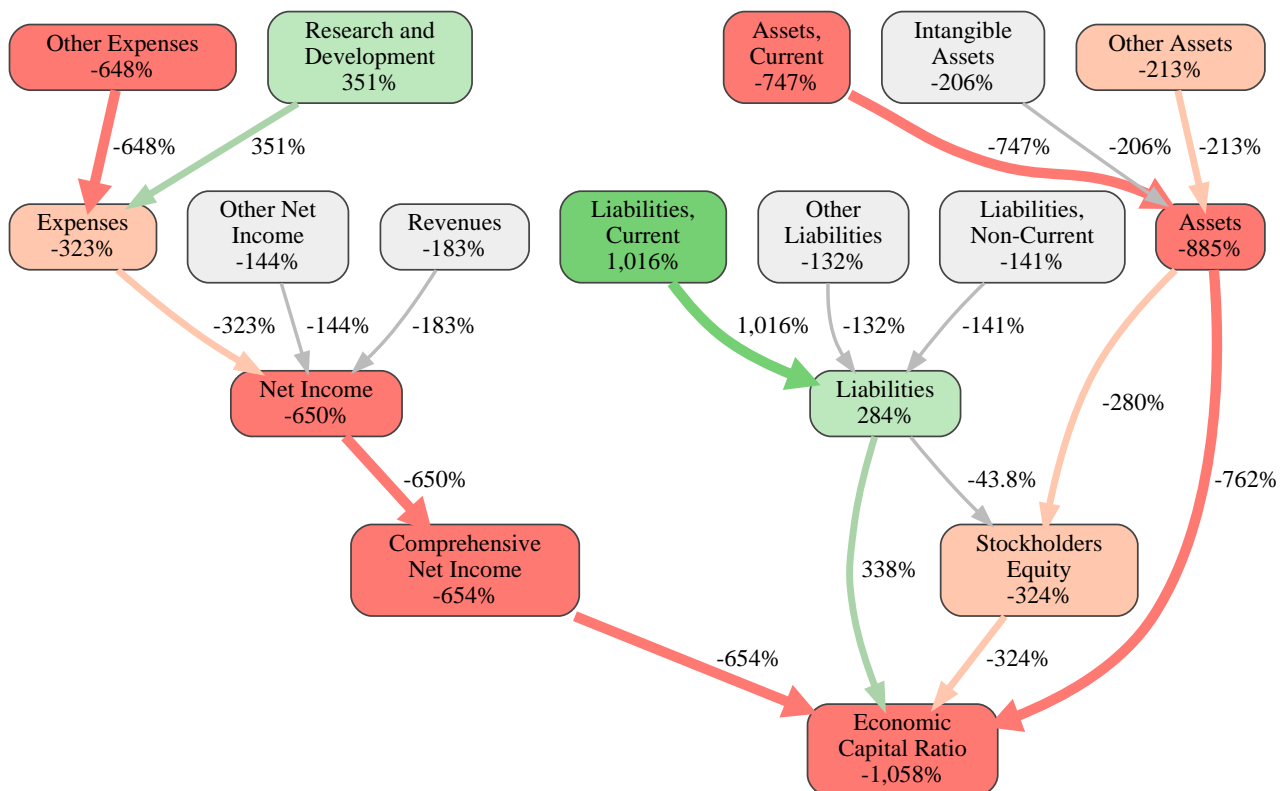 Other Expenses
-648%
Research and
Development
351%
Assets,
Current
-747%
Intangible
Assets
-206%
Other Assets
-213%
-648%
351%
-747%
-206%
-213%
Expenses
-323%
Other Net
Income
-144%
Revenues
-183%
Liabilities,
Current
1,016%
Other
Liabilities
-132%
Liabilities,
Non-Current
-141%
Assets
-885%
-323%
-144%
-183%
1,016%
-132%
-141%
Net Income
-650%
Liabilities
284%
-280%
-650%
-43.8%
-762%
Comprehensive
Net Income
-654%
338%
Stockholders
Equity
-324%
-654%
-324%
Economic
Capital Ratio
-1,058%